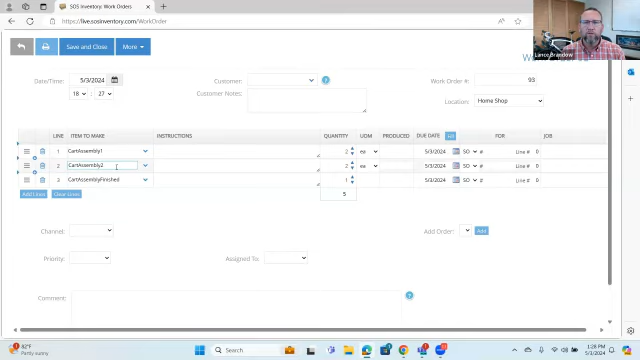 SOS Inventory: Work Orders
https://live.sosinventory.com/WorkOrder
Lance Brandow
Save and Close
More
Date/Time:
5/3/2024
18 : 27
Customer:
Customer Notes:
Work Order #:
93
Location:
Home Shop
LINE ITEM TO MAKE INSTRUCTIONS QUANTITY UOM PRODUCED DUE DATE FOR JOB
1 CartAssembly1 2 ea 5/3/2024 SO # Line # 0
2 CartAssembly2 2 ea 5/3/2024 SO # Line # 0
3 CartAssemblyFinished 1 5/3/2024 SO # Line # 0
Add Lines Clear Lines 5
Channel:
Add Order:
Add
Priority:
Assigned To:
Comment:
82°F
Partly sunny
Search
1:28 PM
5/3/2024